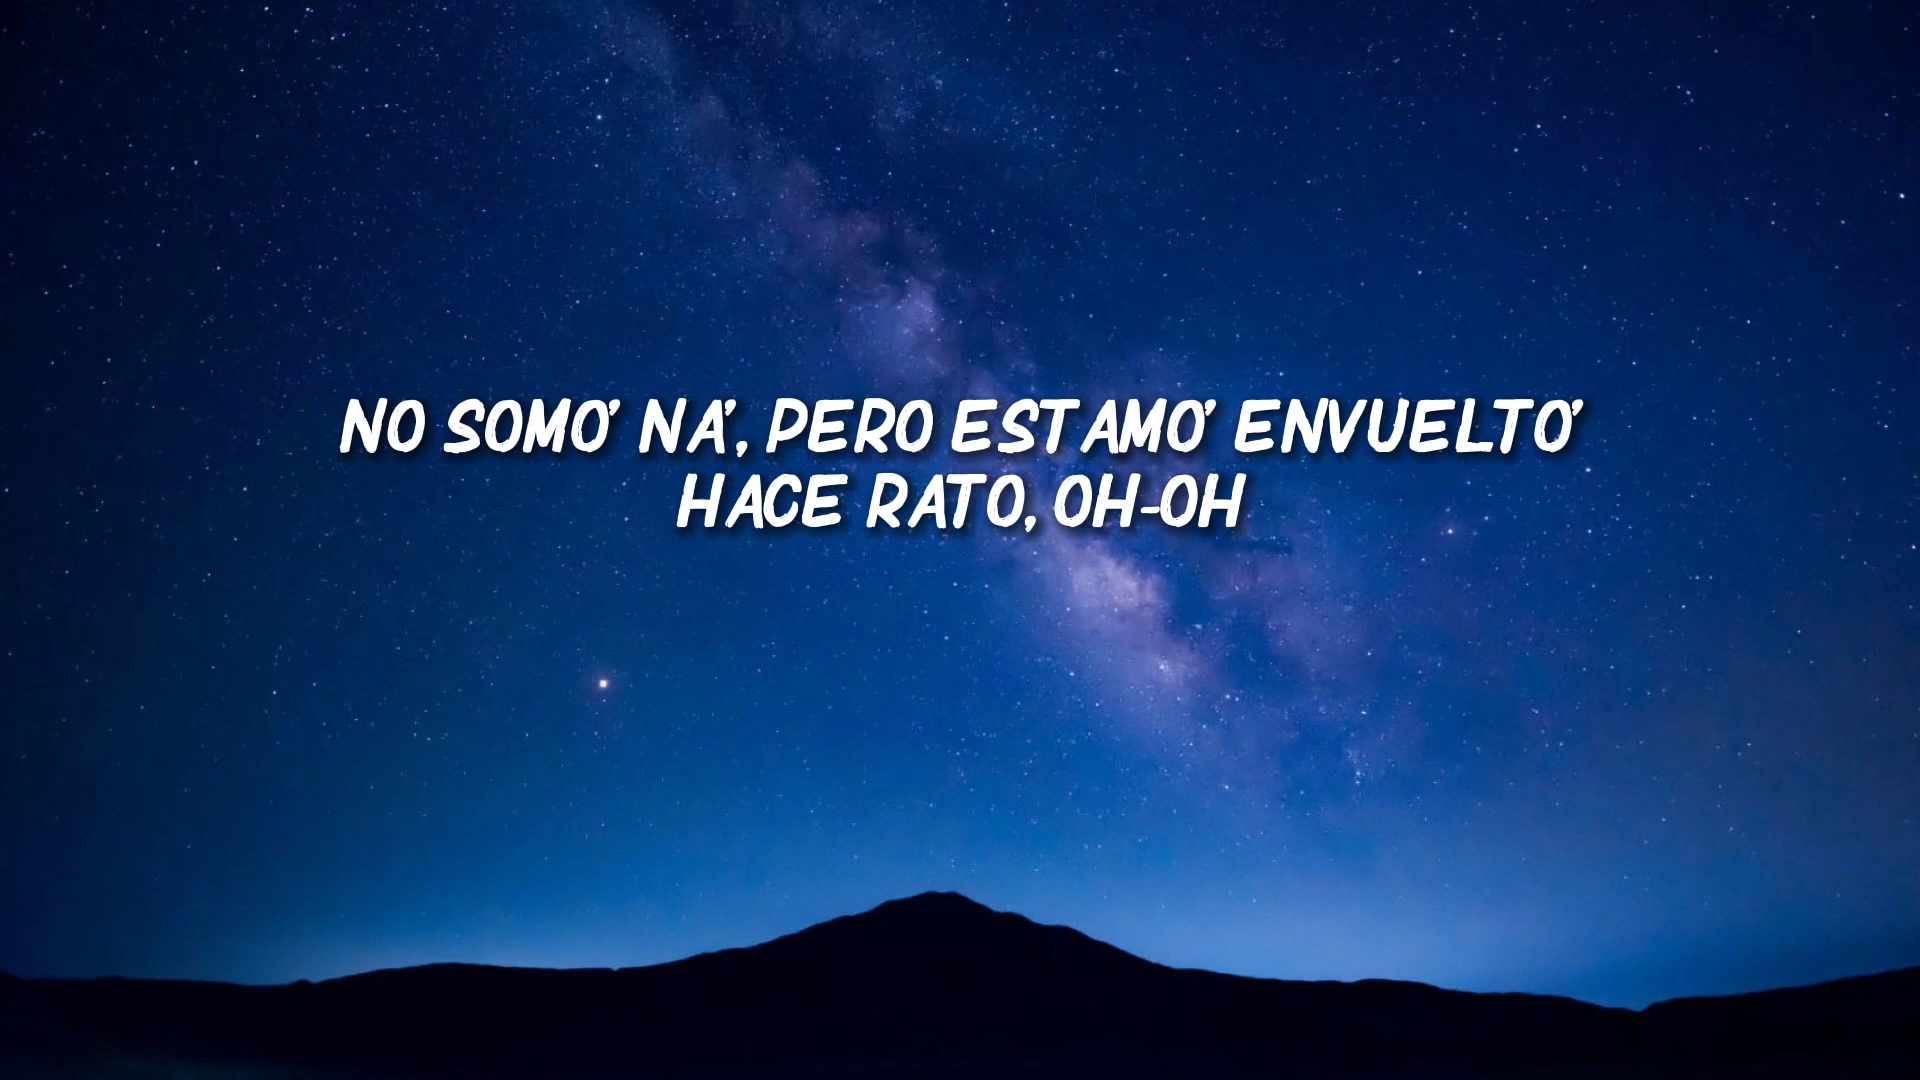 NO SOMO' NA', PERO ESTAMO' ENVUELTO'
HACE RATO, OH-OH